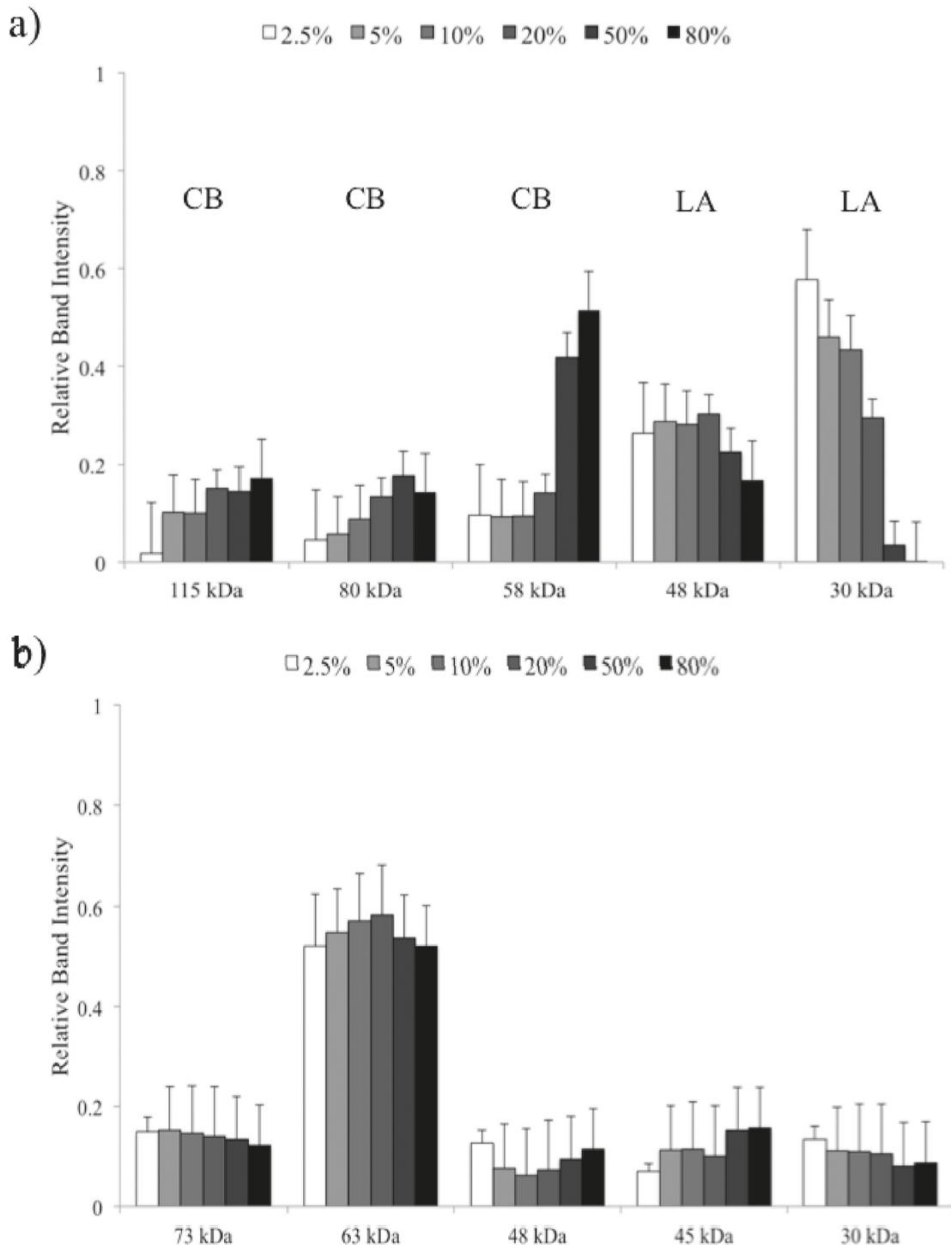 a)
2.5% 5% 10% 20% 50% 80%
1
0.8
0.6
0.4
0.2
0
Relative Band Intensity
CB CB CB LA LA
115 kDa 80 kDa 58 kDa 48 kDa 30 kDa
b)
2.5% 5% 10% 20% 50% 80%
1
0.8
0.6
0.4
0.2
0
Relative Band Intensity
73 kDa 63 kDa 48 kDa 45 kDa 30 kDa